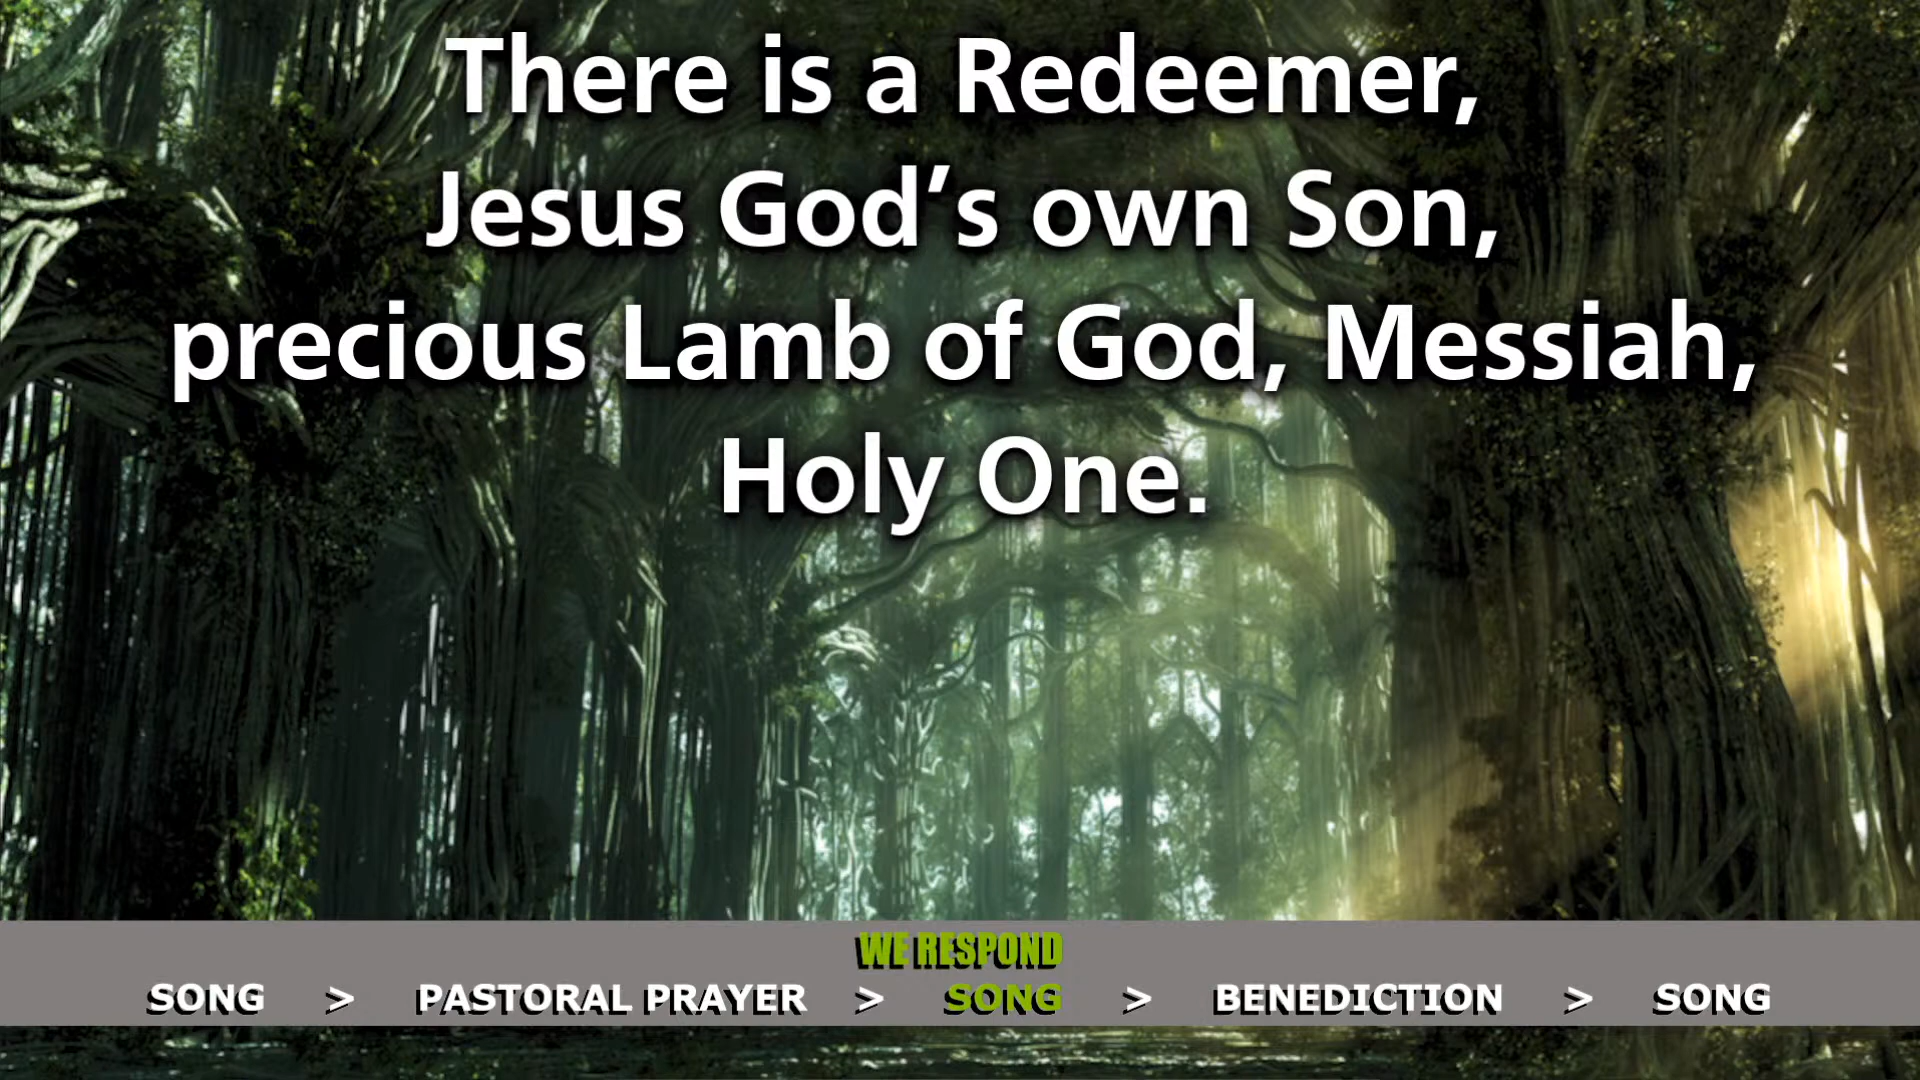 There is a Redeemer,
Jesus God’s own Son,
precious Lamb of God, Messiah,
Holy One.
WE RESPOND
SONG > PASTORAL PRAYER > SONG > BENEDICTION > SONG